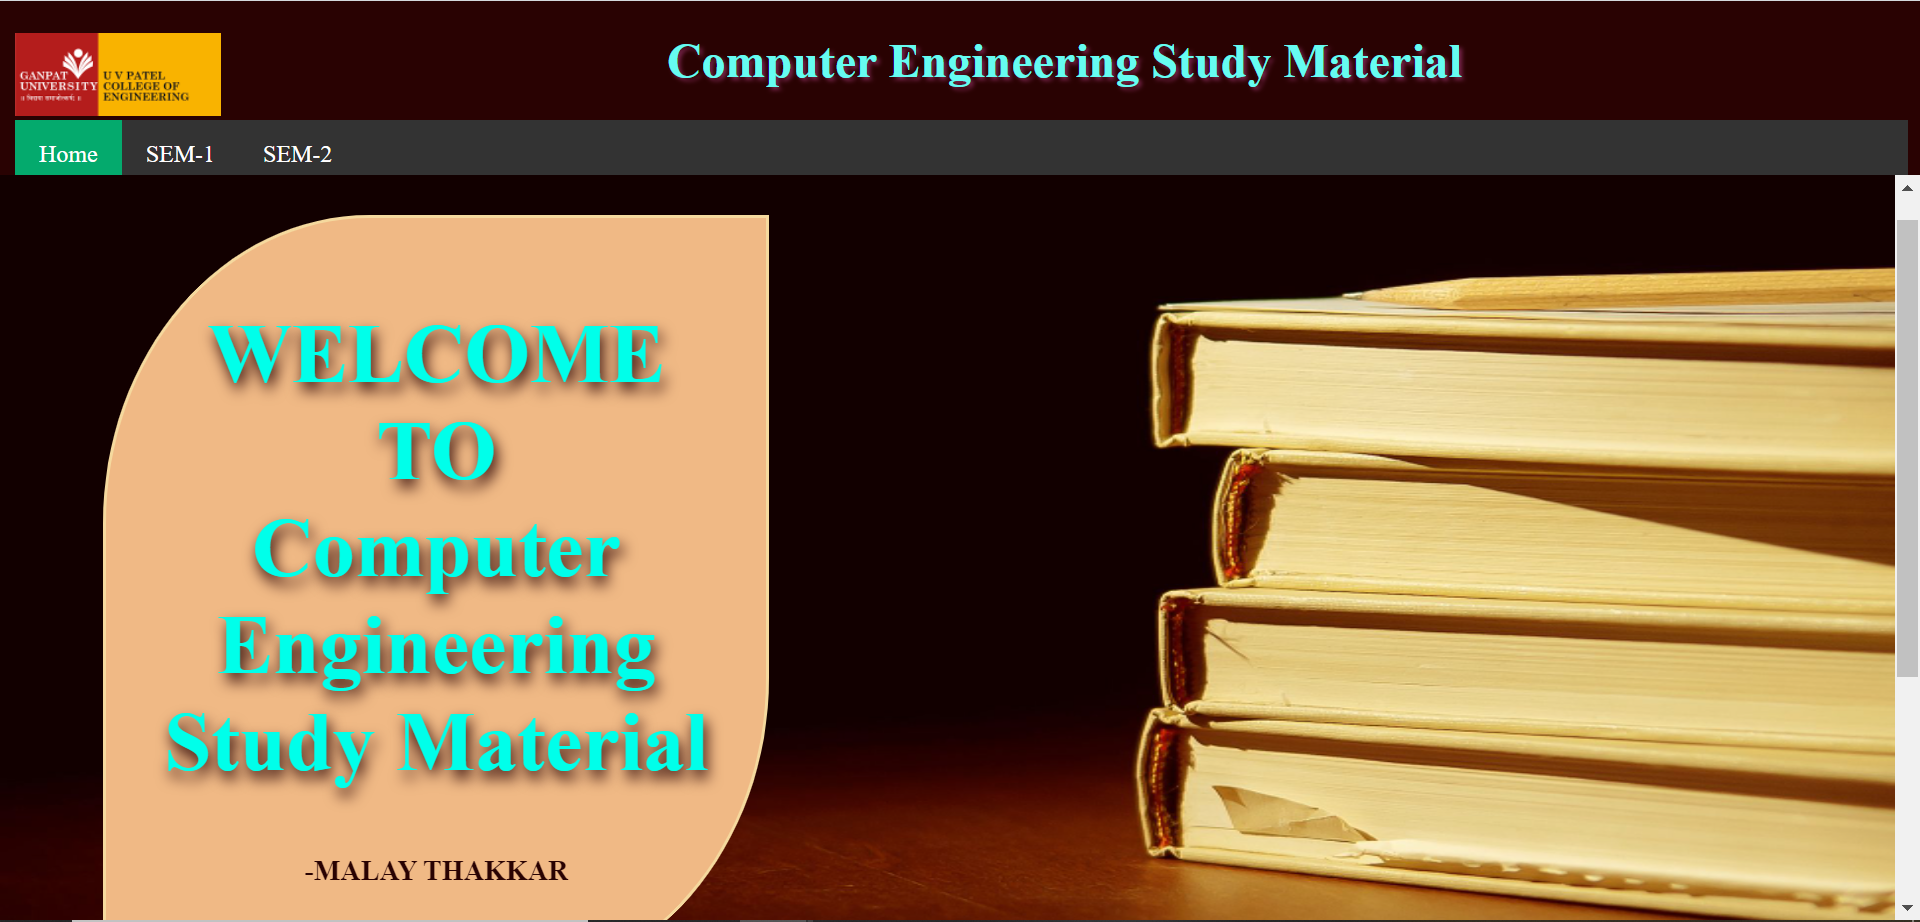 Computer Engineering Study Material
GANPAT
UNIVERSITY
U V PATEL
COLLEGE OF
ENGINEERING
Home
SEM-1
SEM-2
WELCOME
TO
Computer
Engineering
Study Material
-MALAY THAKKAR